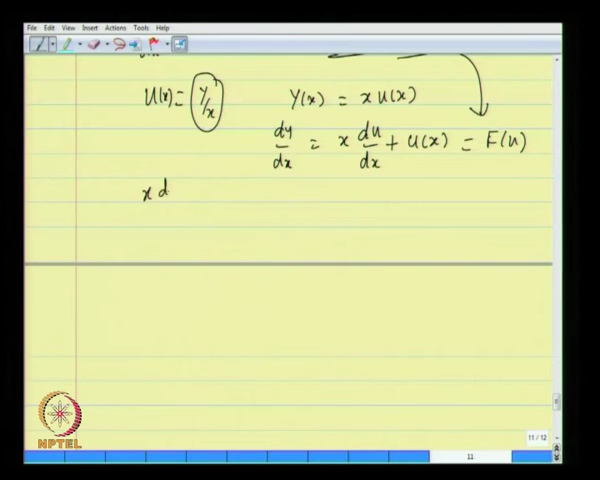 File Edit View Insert Actions Tools Help
U(x) = y/x y(x) = x u(x)
dy/dx = x du/dx + u(x) = F(u)
x d
NPTEL
11 / 12
11